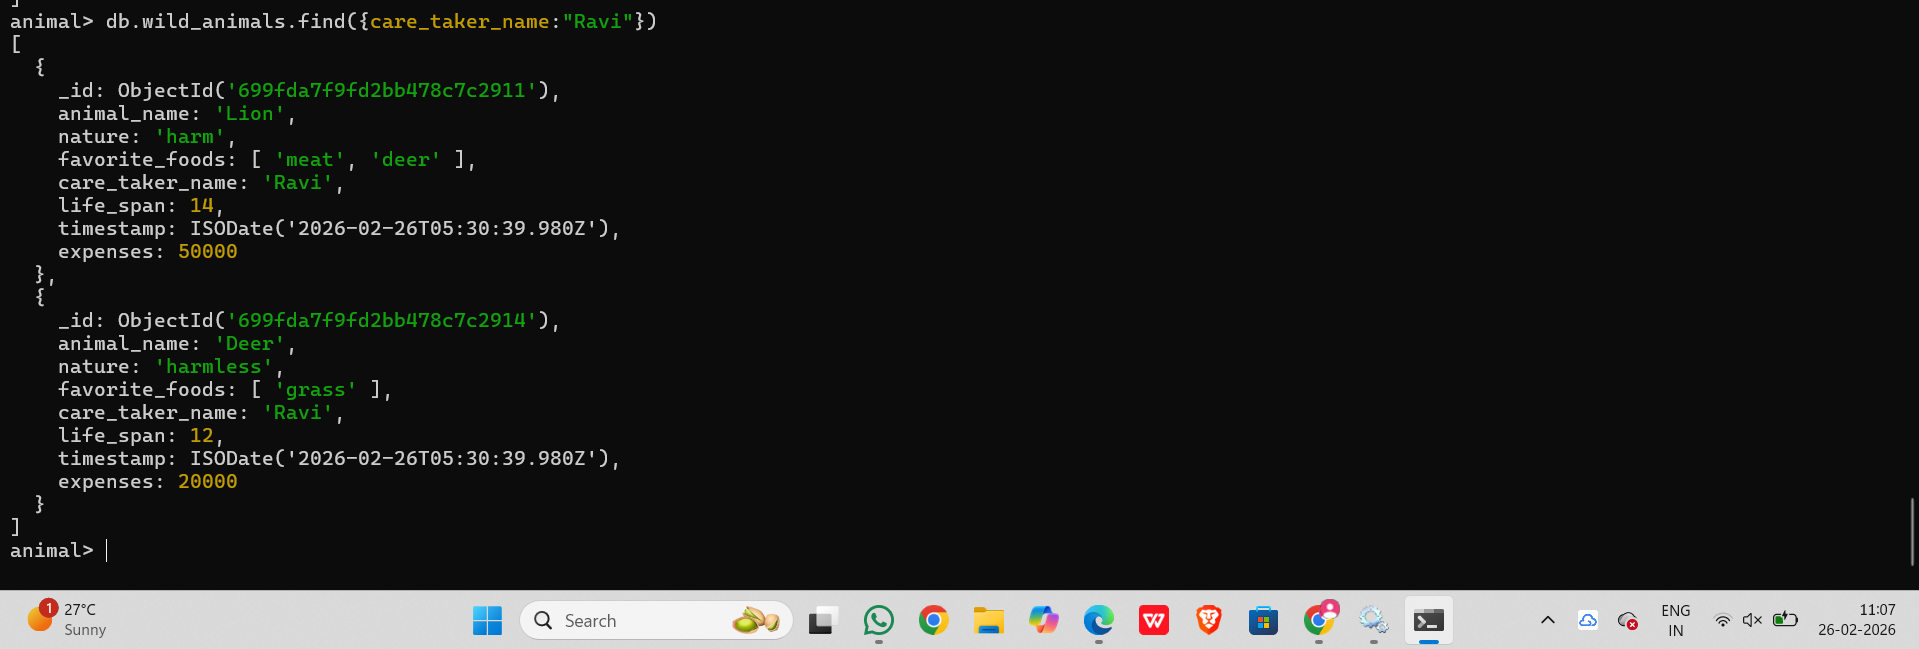 ]
animal> db.wild_animals.find({care_taker_name:"Ravi"})
[
  {
    _id: ObjectId('699fda7f9fd2bb478c7c2911'),
    animal_name: 'Lion',
    nature: 'harm',
    favorite_foods: [ 'meat', 'deer' ],
    care_taker_name: 'Ravi',
    life_span: 14,
    timestamp: ISODate('2026-02-26T05:30:39.980Z'),
    expenses: 50000
  },
  {
    _id: ObjectId('699fda7f9fd2bb478c7c2914'),
    animal_name: 'Deer',
    nature: 'harmless',
    favorite_foods: [ 'grass' ],
    care_taker_name: 'Ravi',
    life_span: 12,
    timestamp: ISODate('2026-02-26T05:30:39.980Z'),
    expenses: 20000
  }
]
animal>
1
27°C
Sunny
Search
W
ENG
IN
11:07
26-02-2026